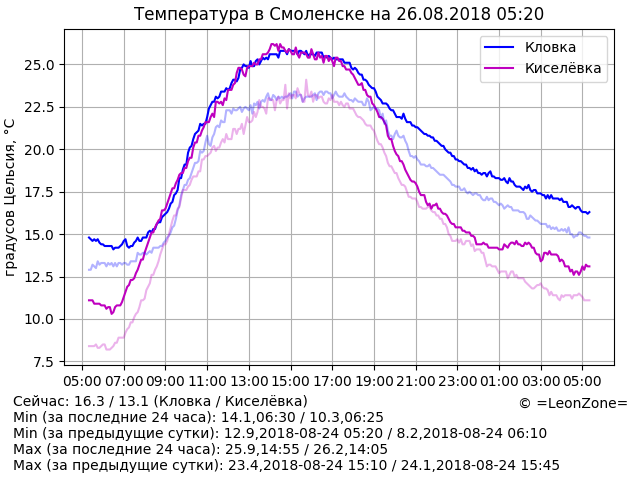 Температура в Смоленске на 26.08.2018 05:20
градусов Цельсия, °C
25.0
22.5
20.0
17.5
15.0
12.5
10.0
7.5
Кловка
Киселёвка
05:00 07:00 09:00 11:00 13:00 15:00 17:00 19:00 21:00 23:00 01:00 03:00 05:00
Сейчас: 16.3 / 13.1 (Кловка / Киселёвка)
© =LeonZone=
Min (за последние 24 часа): 14.1,06:30 / 10.3,06:25
Min (за предыдущие сутки): 12.9,2018-08-24 05:20 / 8.2,2018-08-24 06:10
Max (за последние 24 часа): 25.9,14:55 / 26.2,14:05
Max (за предыдущие сутки): 23.4,2018-08-24 15:10 / 24.1,2018-08-24 15:45